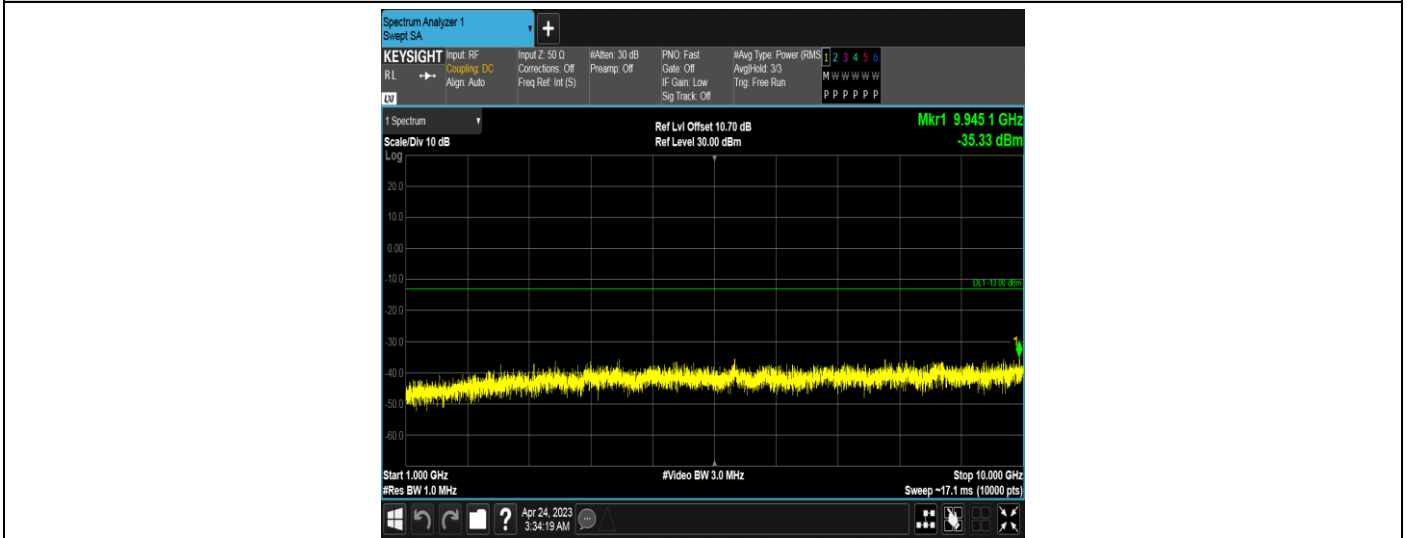 Spectrum Analyzer 1
Swept SA
+
KEYSIGHT Input: RF Input Z: 50 Ω #Atten: 30 dB PNO: Fast #Avg Type: Power (RMS 1 2 3 4 5 6
RL Coupling: DC Corrections: Off Preamp: Off Gate: Off Avg|Hold: 3/3 M W W W W W
Align: Auto Freq Ref: Int (S) IF Gain: Low Trig: Free Run
LXI Sig Track: Off P P P P P P
1 Spectrum Ref Lvl Offset 10.70 dB Mkr1 9.945 1 GHz
Scale/Div 10 dB Ref Level 30.00 dBm -35.33 dBm
Log
20.0
10.0
0.00
-10.0
DL1 -13.00 dBm
-20.0
-30.0
1
-40.0
-50.0
-60.0
Start 1.000 GHz #Video BW 3.0 MHz Stop 10.000 GHz
#Res BW 1.0 MHz Sweep ~17.1 ms (10000 pts)
? Apr 24, 2023
3:34:19 AM